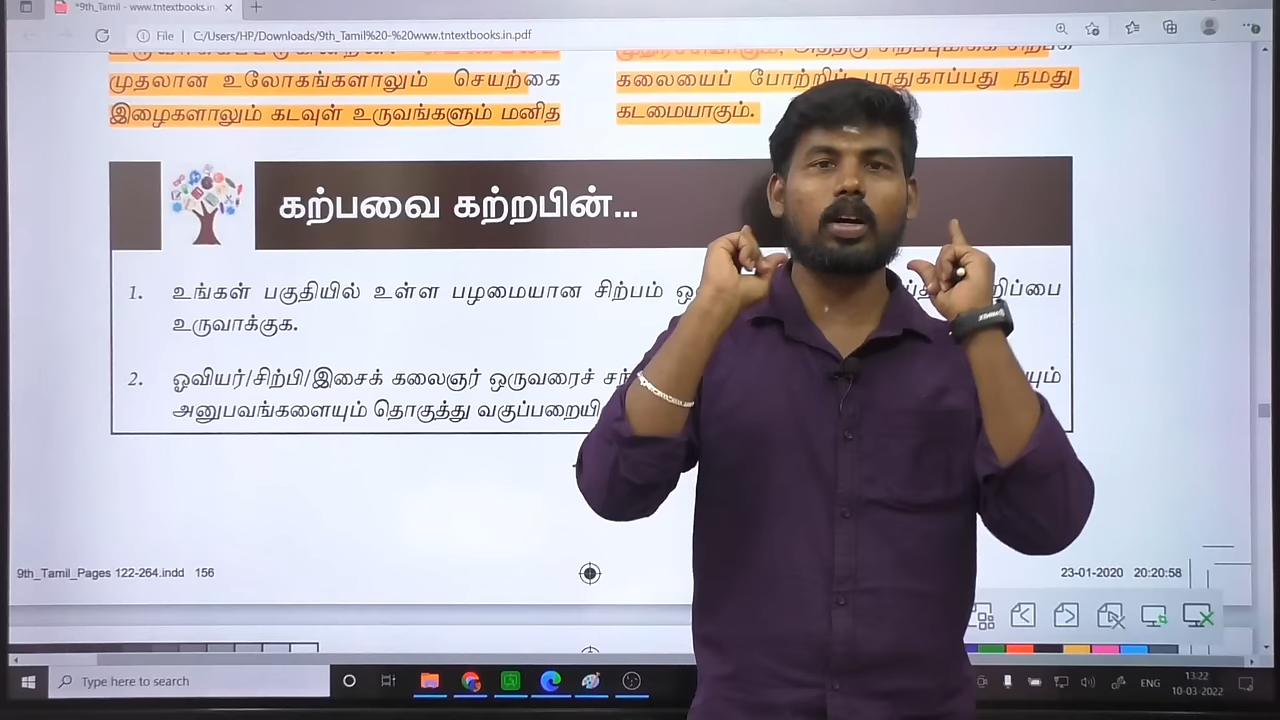 *9th_Tamil - www.tntextbooks.in
File | C:/Users/HP/Downloads/9th_Tamil%20-%20www.tntextbooks.in.pdf
முதலான உலோகங்களாலும் செயற்கை
இழைகளாலும் கடவுள் உருவங்களும் மனித
கலையைப் போற்றிப் பாதுகாப்பது நமது
கடமையாகும்.
கற்பவை கற்றபின்...
1. உங்கள் பகுதியில் உள்ள பழமையான சிற்பம்
உருவாக்குக.
2. ஓவியர்/சிற்பி/இசைக் கலைஞர் ஒருவரைச்
அனுபவங்களையும் தொகுத்து
9th_Tamil_Pages 122-264.indd 156
23-01-2020 20:20:58
Type here to search
ENG
13:22
10-03-2022